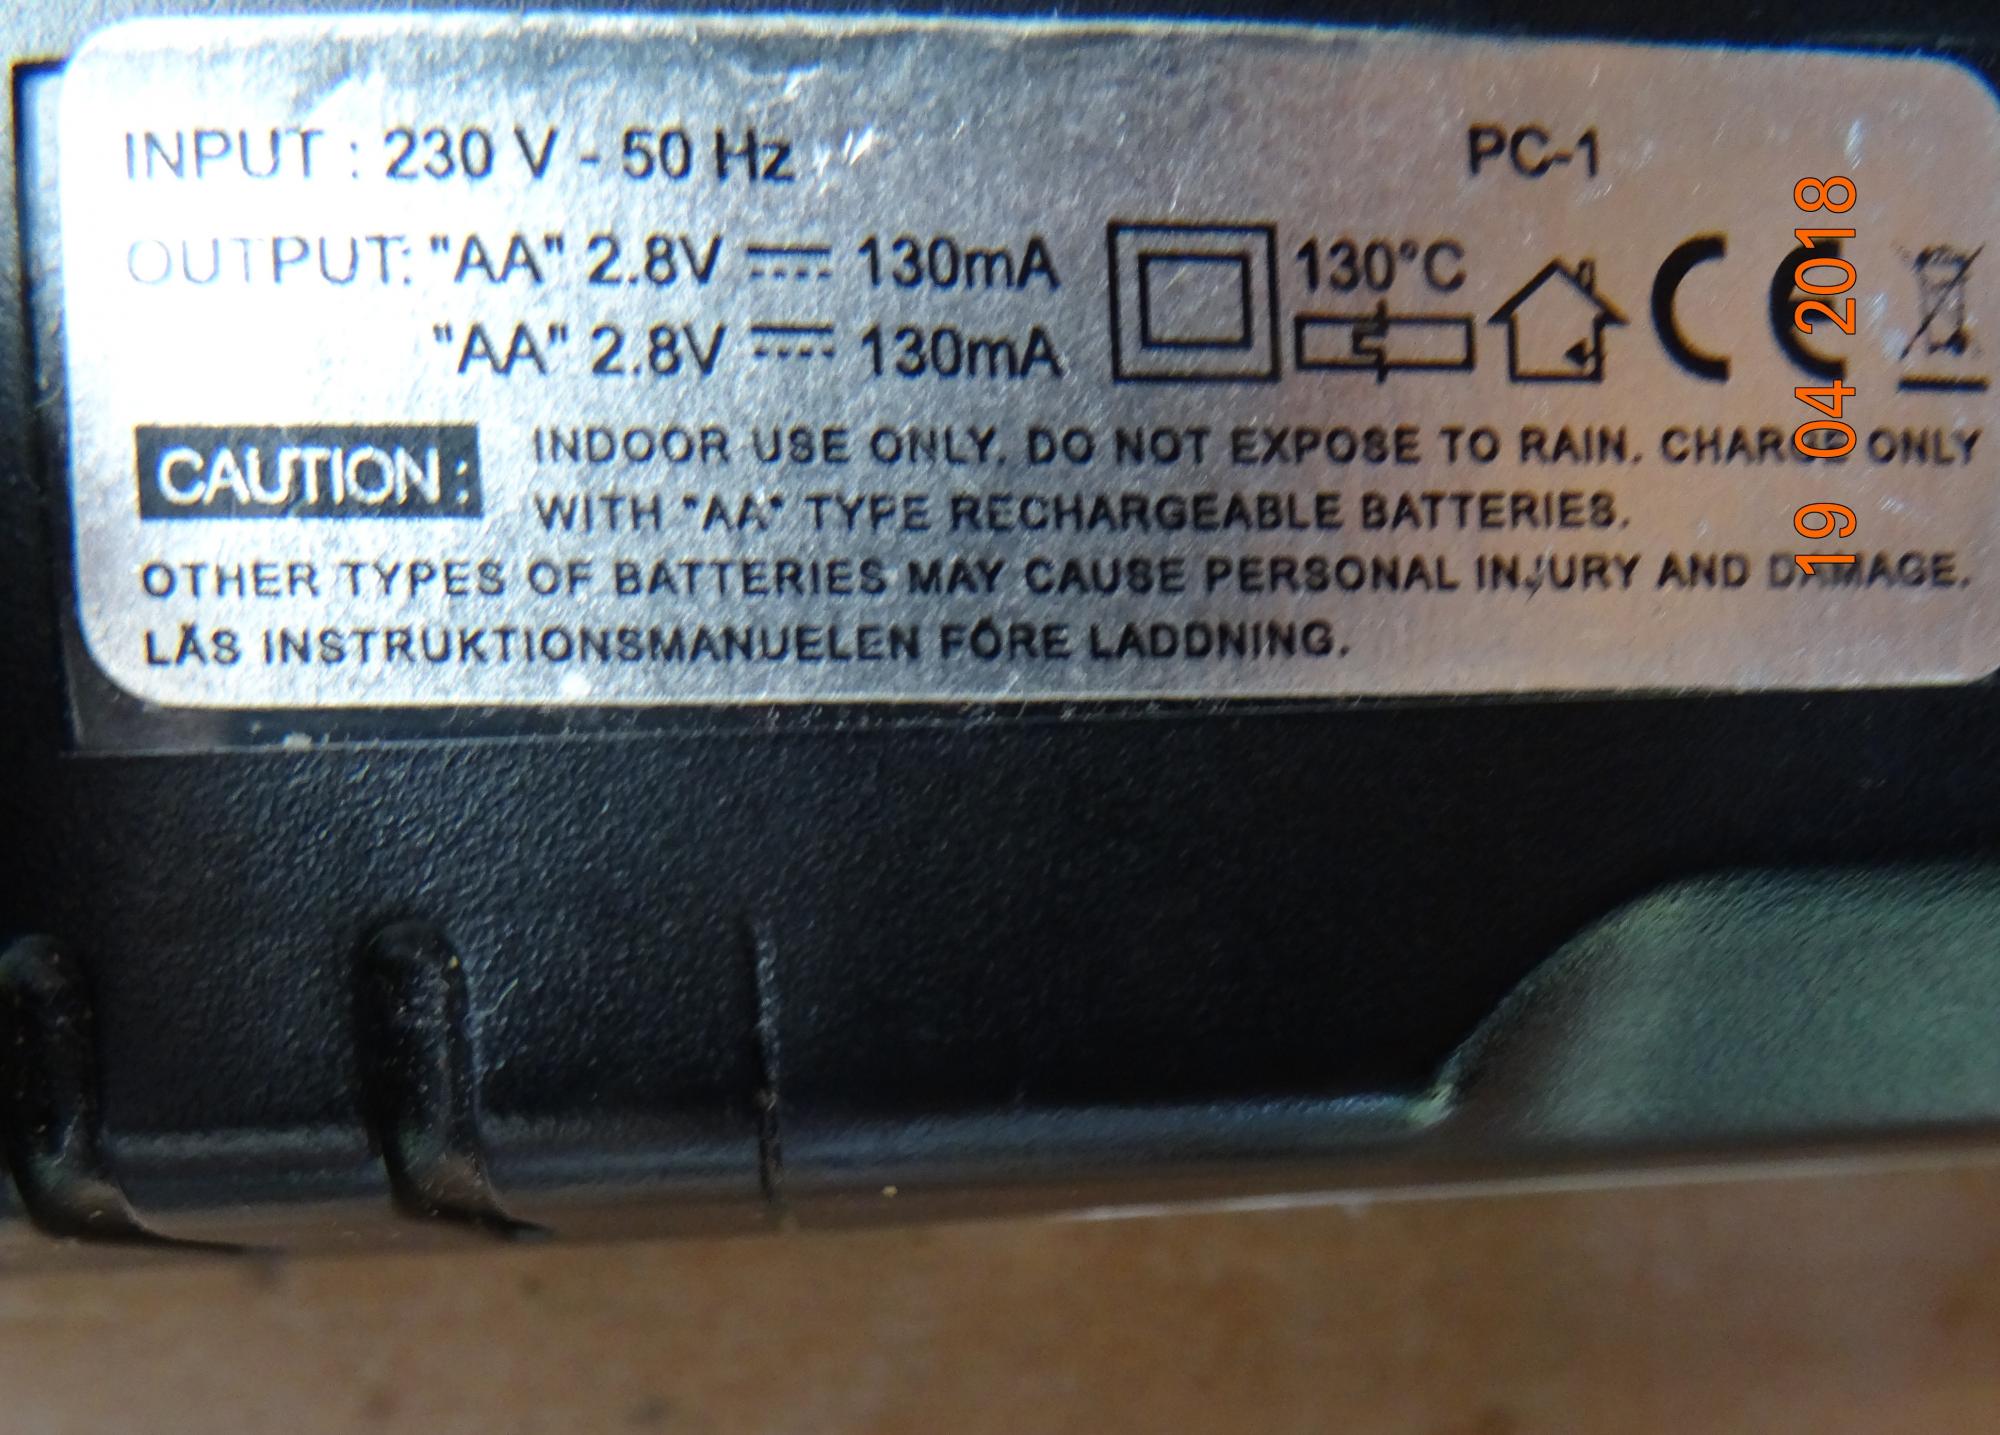 INPUT : 230 V - 50 Hz PC-1
OUTPUT: "AA" 2.8V 130mA 130°C
"AA" 2.8V 130mA
CAUTION : INDOOR USE ONLY. DO NOT EXPOSE TO RAIN. CHARGE ONLY
WITH "AA" TYPE RECHARGEABLE BATTERIES.
OTHER TYPES OF BATTERIES MAY CAUSE PERSONAL INJURY AND DAMAGE.
LÄS INSTRUKTIONSMANUELEN FÖRE LADDNING.
19 04 2018